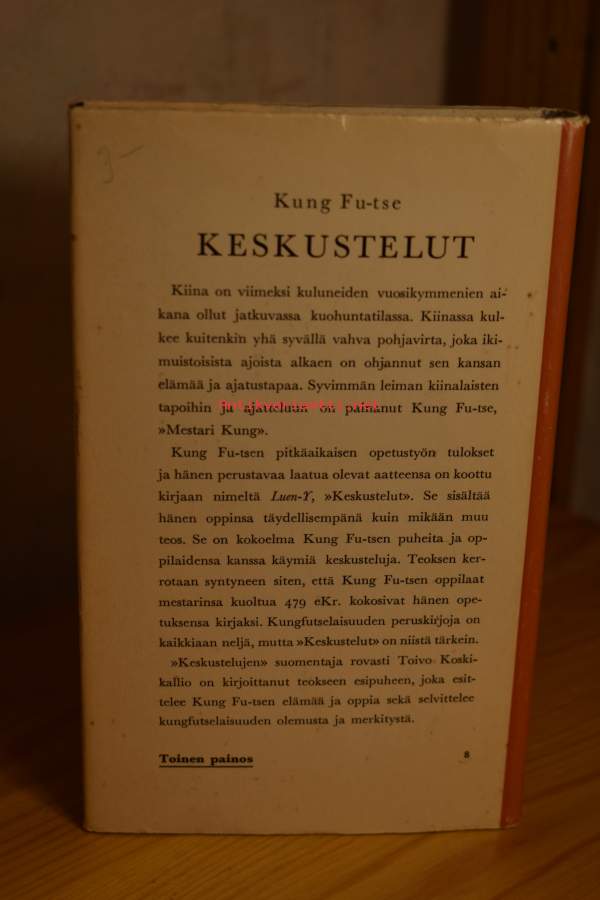 3-
Kung Fu-tse
KESKUSTELUT
Kiina on viimeksi kuluneiden vuosikymmenien ai-
kana ollut jatkuvassa kuohuntatilassa. Kiinassa kul-
kee kuitenkin yhä syvällä vahva pohjavirta, joka iki-
muistoisista ajoista alkaen on ohjannut sen kansan
elämää ja ajatustapaa. Syvimmän leiman kiinalaisten
tapoihin ja ajatteluun on painanut Kung Fu-tse,
»Mestari Kung».
Kung Fu-tsen pitkäaikaisen opetustyön tulokset
ja hänen perustavaa laatua olevat aatteensa on koottu
kirjaan nimeltä Luen-Y, »Keskustelut». Se sisältää
hänen oppinsa täydellisempänä kuin mikään muu
teos. Se on kokoelma Kung Fu-tsen puheita ja op-
pilaidensa kanssa käymiä keskusteluja. Teoksen ker-
rotaan syntyneen siten, että Kung Fu-tsen oppilaat
mestarinsa kuoltua 479 eKr. kokosivat hänen ope-
tuksensa kirjaksi. Kungfutselaisuuden peruskirjoja on
kaikkiaan neljä, mutta »Keskustelut» on niistä tärkein.
»Keskustelujen» suomentaja rovasti Toivo Koski-
kallio on kirjoittanut teokseen esipuheen, joka esit-
telee Kung Fu-tsen elämää ja oppia sekä selvittelee
kungfutselaisuuden olemusta ja merkitystä.
Toinen painos
8